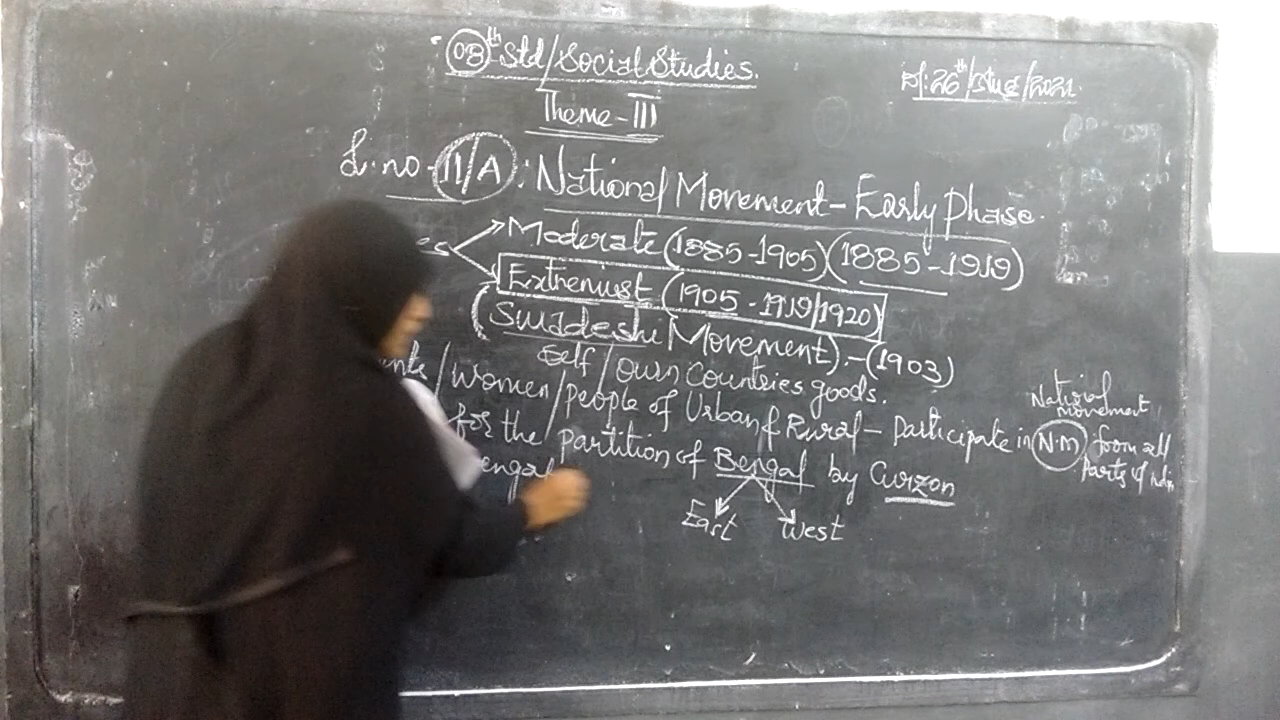 08th Std/Social Studies.
26th/Aug/2021
Theme-III
L.no-11/A: National Movement-Early Phase.
Moderate (1885-1905) (1885-1919)
Extremist (1905-1919/1920)
(Swadeshi Movement).-(1903)
Self/Own Countries goods.
/Women/people of Urban & Rural-participate in N.M from all Parts of India
National movement
for the partition of Bengal by Curzon
East West